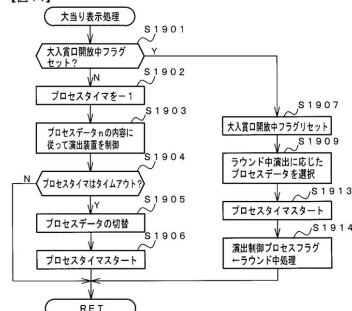 大当り表示処理
S1901
大入賞口開放中フラグ
セット?
Y
N
S1902
プロセスタイマを－1
S1903
プロセスデータnの内容に
従って演出装置を制御
S1904
N
プロセスタイマはタイムアウト?
Y
S1905
プロセスデータの切替
S1906
プロセスタイマスタート
S1907
大入賞口開放中フラグリセット
S1909
ラウンド中演出に応じた
プロセスデータを選択
S1913
プロセスタイマスタート
S1914
演出制御プロセスフラグ
←ラウンド中処理
RET